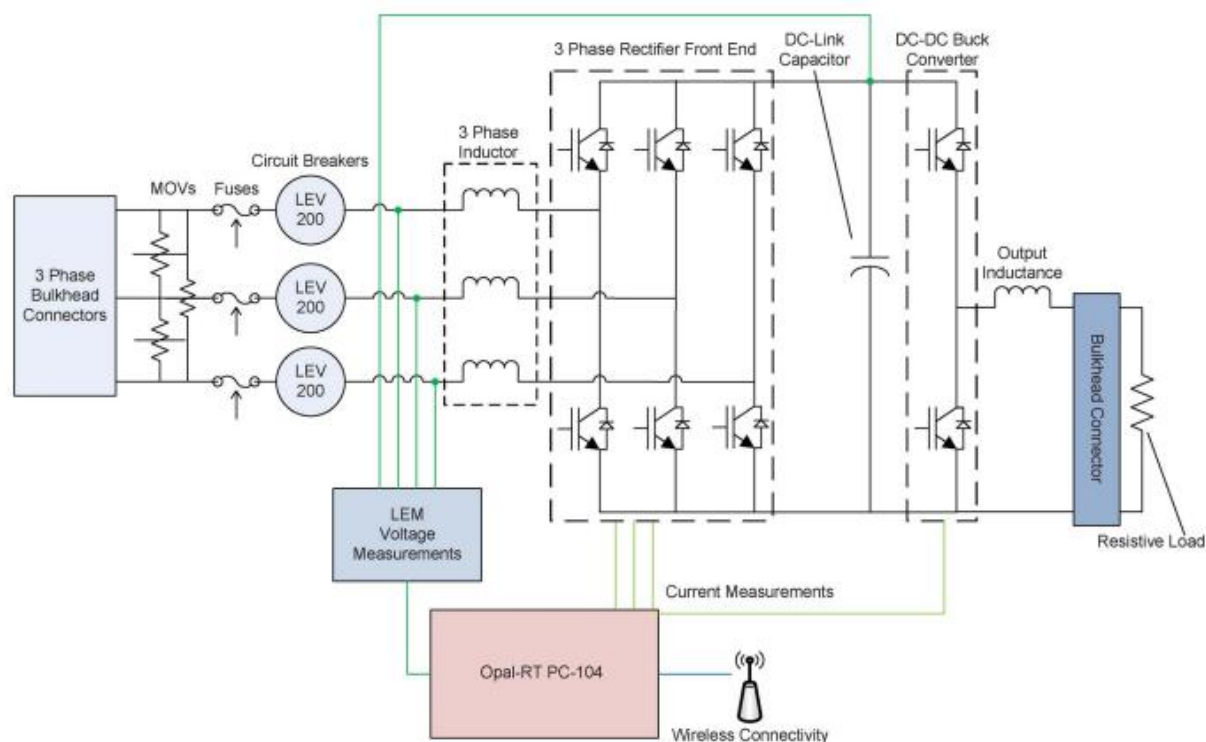 3 Phase Rectifier Front End
DC-Link
Capacitor
DC-DC Buck
Converter
3 Phase
Inductor
Circuit Breakers
MOVs
Fuses
LEV
200
LEV
200
LEV
200
3 Phase
Bulkhead
Connectors
Output
Inductance
Bulkhead Connector
Resistive Load
LEM
Voltage
Measurements
Current Measurements
Opal-RT PC-104
Wireless Connectivity